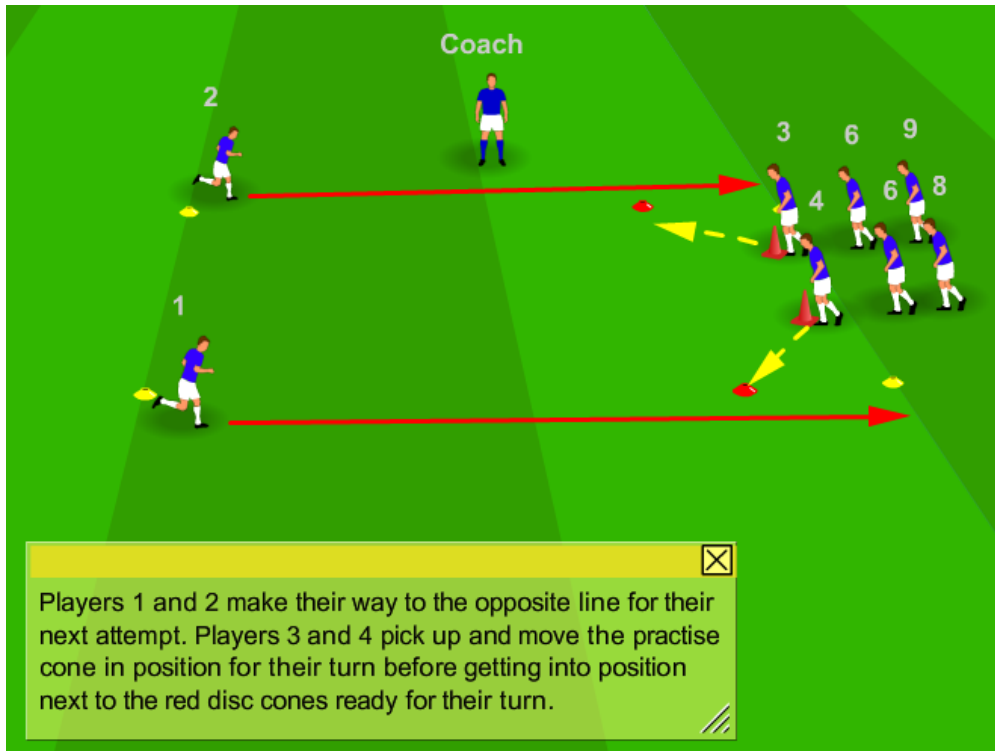 Coach
2
3
6
9
4
6
8
1
Players 1 and 2 make their way to the opposite line for their
next attempt. Players 3 and 4 pick up and move the practise
cone in position for their turn before getting into position
next to the red disc cones ready for their turn.